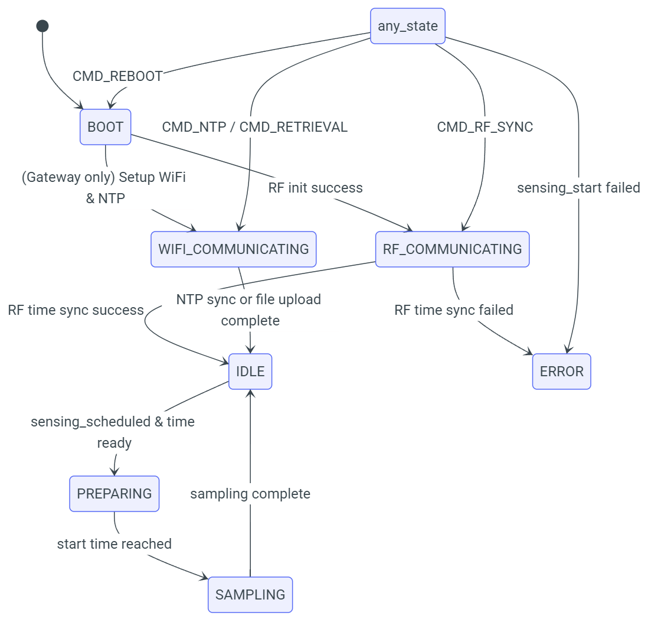 any_state
CMD_REBOOT
BOOT
CMD_NTP / CMD_RETRIEVAL
CMD_RF_SYNC
(Gateway only) Setup WiFi
& NTP
RF init success
sensing_start failed
WIFI_COMMUNICATING
RF_COMMUNICATING
RF time sync success
NTP sync or file upload
complete
RF time sync failed
IDLE
ERROR
sensing_scheduled & time
ready
PREPARING
sampling complete
start time reached
SAMPLING